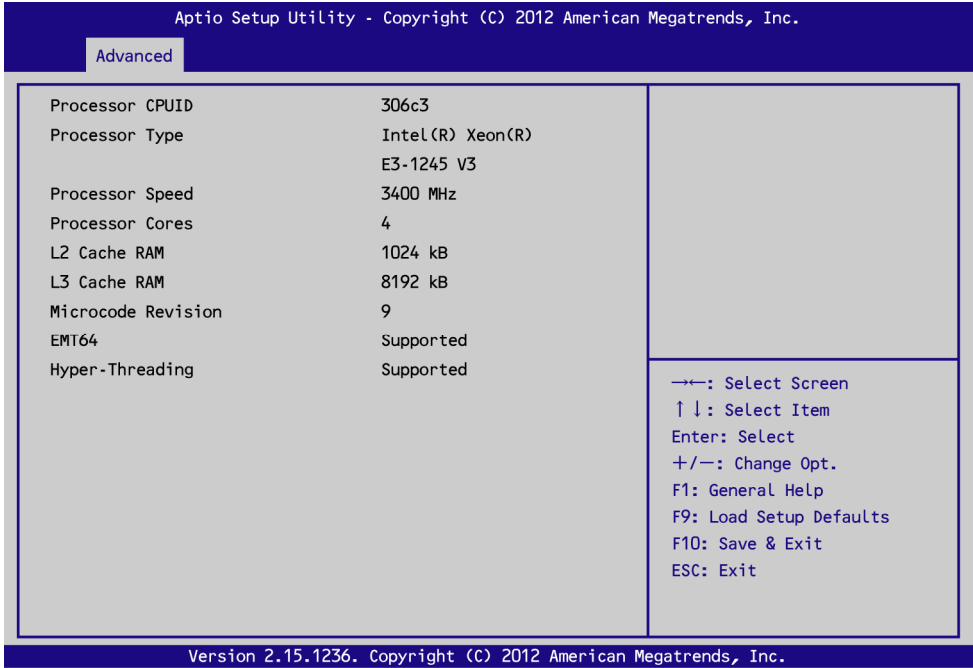 Aptio Setup Utility - Copyright (C) 2012 American Megatrends, Inc.
Advanced
Processor CPUID 306c3
Processor Type Intel(R) Xeon(R)
E3-1245 V3
Processor Speed 3400 MHz
Processor Cores 4
L2 Cache RAM 1024 kB
L3 Cache RAM 8192 kB
Microcode Revision 9
EMT64 Supported
Hyper-Threading Supported
→←: Select Screen
↑↓: Select Item
Enter: Select
+/-: Change Opt.
F1: General Help
F9: Load Setup Defaults
F10: Save & Exit
ESC: Exit
Version 2.15.1236. Copyright (C) 2012 American Megatrends, Inc.